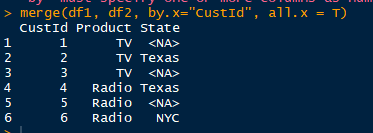 > merge(df1, df2, by.x="CustId", all.x = T)
CustId Product State
1 1 TV <NA>
2 2 TV Texas
3 3 TV <NA>
4 4 Radio Texas
5 5 Radio <NA>
6 6 Radio NYC
>